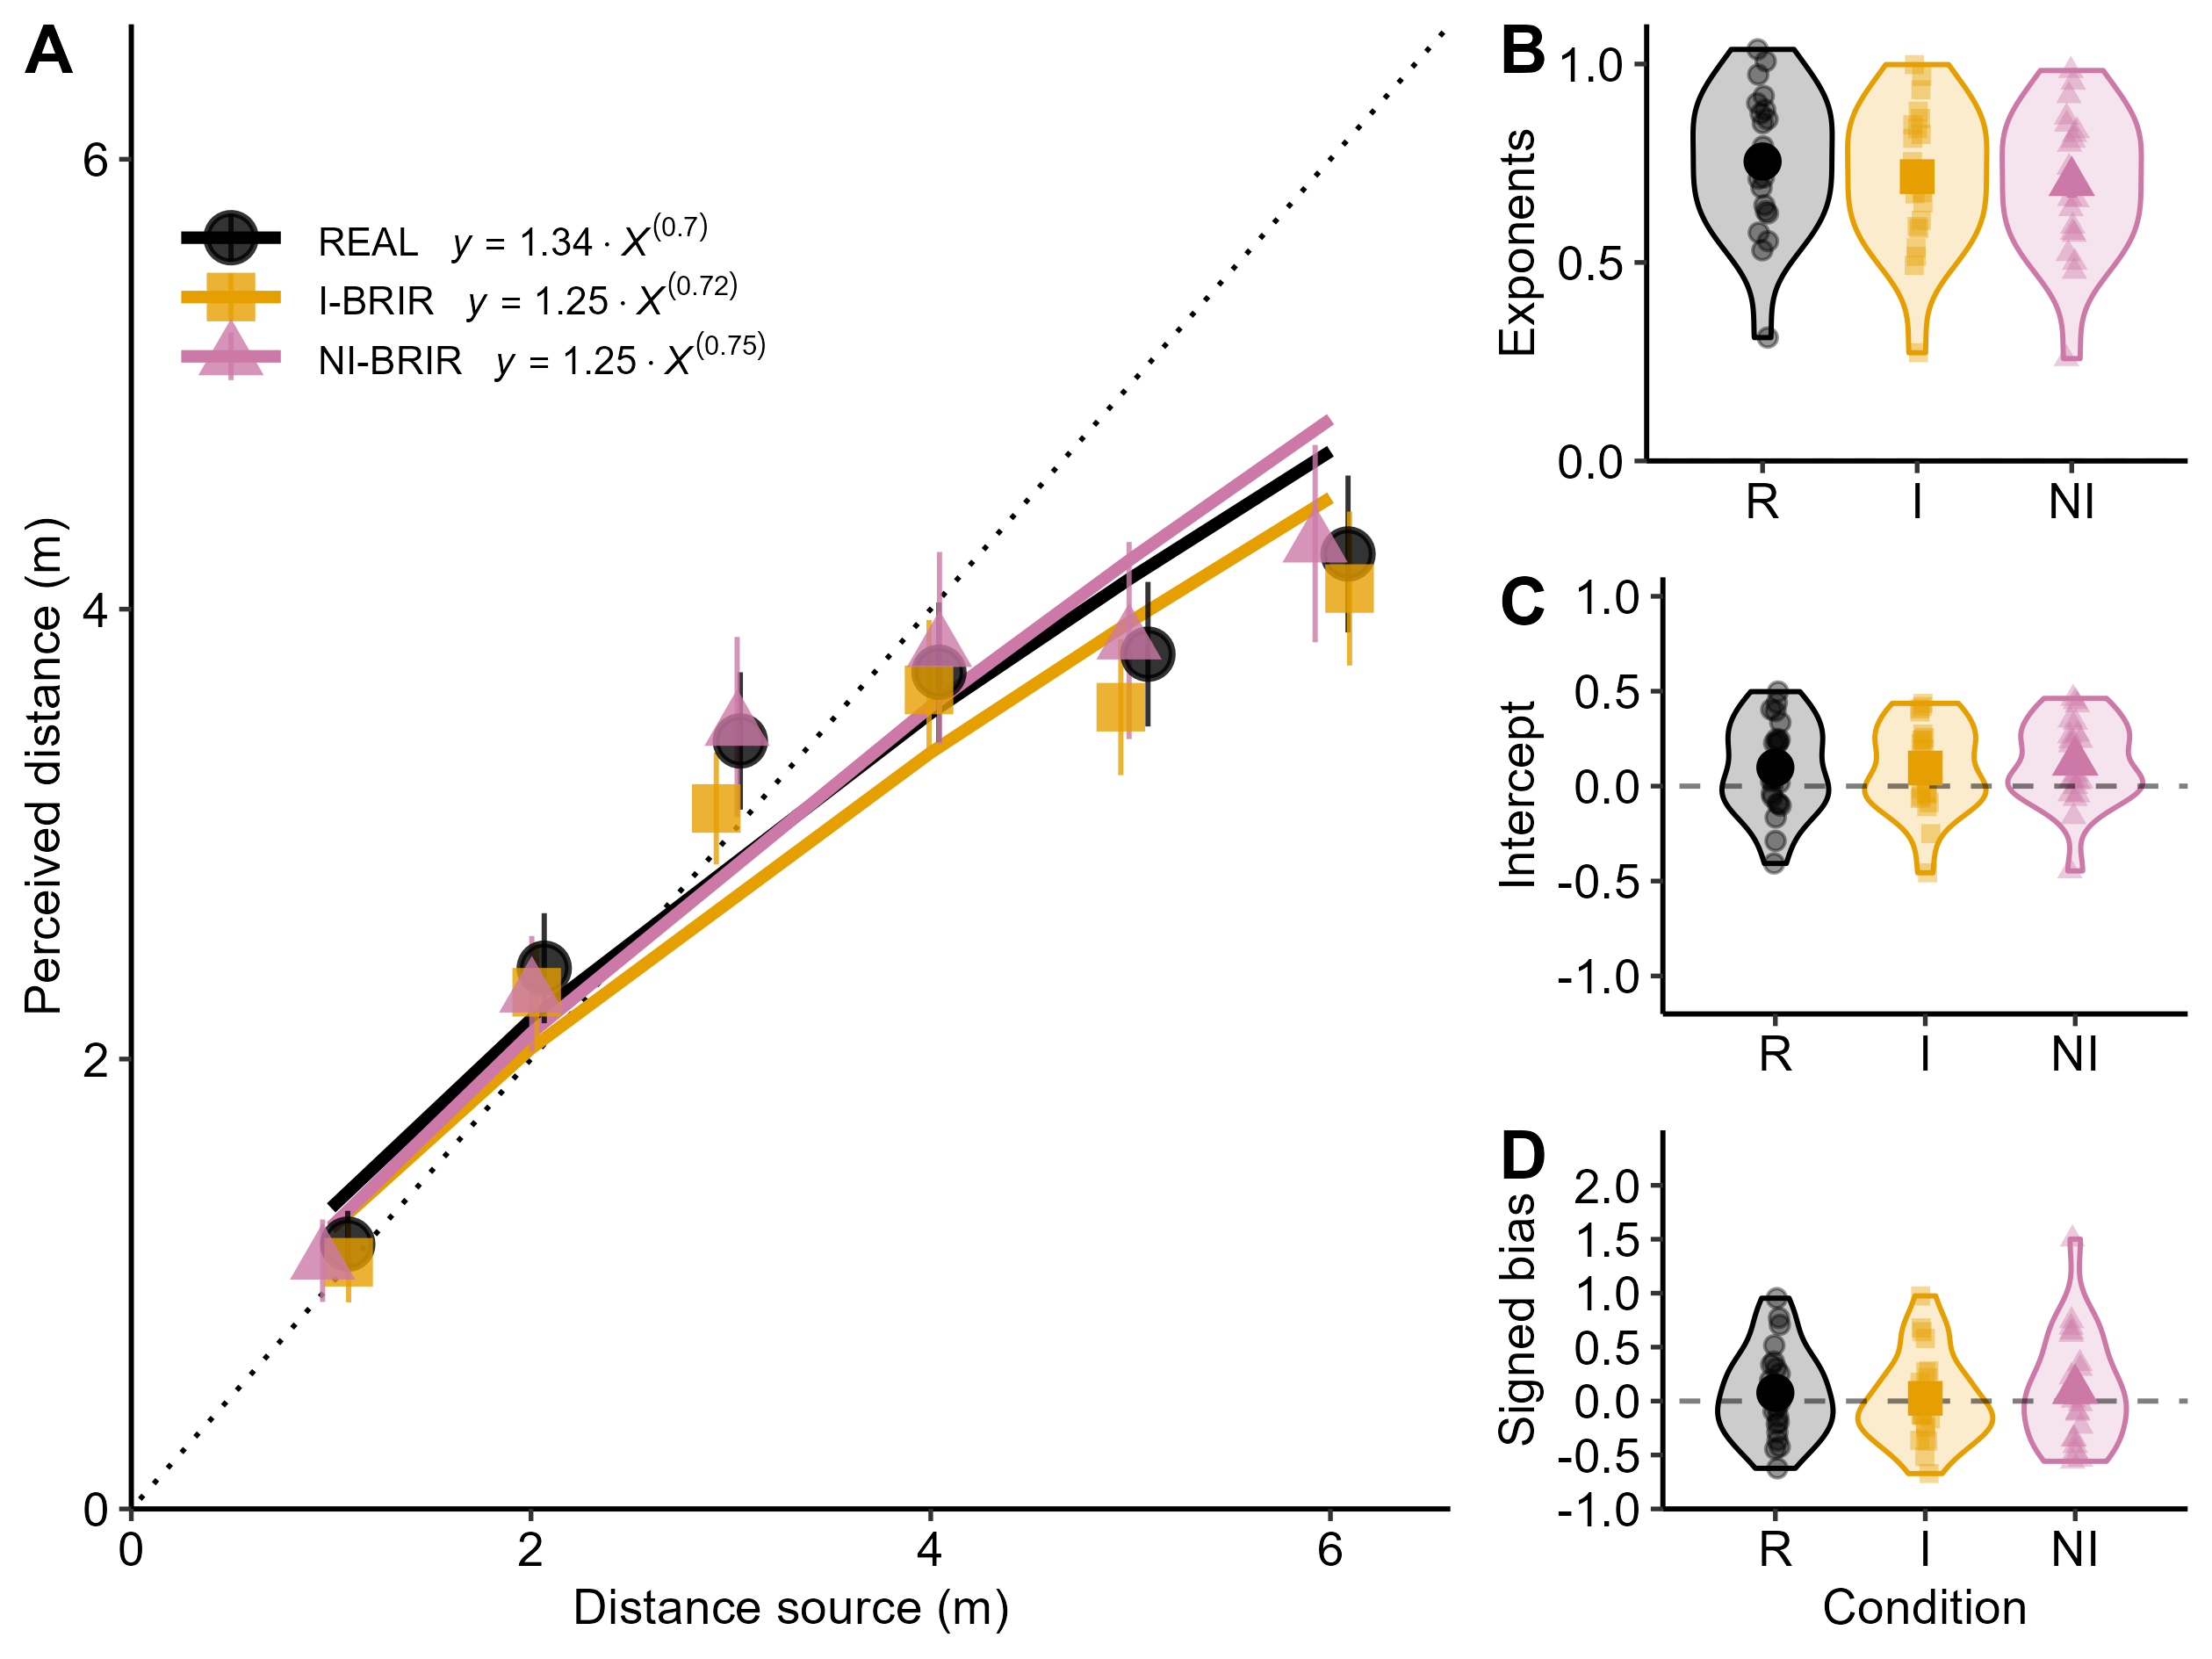 A
6
4
2
0
0 2 4 6
Perceived distance (m)
Distance source (m)
REAL y = 1.34 · X^(0.7)
I-BRIR y = 1.25 · X^(0.72)
NI-BRIR y = 1.25 · X^(0.75)
B
1.0
0.5
0.0
Exponents
R I NI
C
1.0
0.5
0.0
-0.5
-1.0
Intercept
R I NI
D
2.0
1.5
1.0
0.5
0.0
-0.5
-1.0
Signed bias
R I NI
Condition